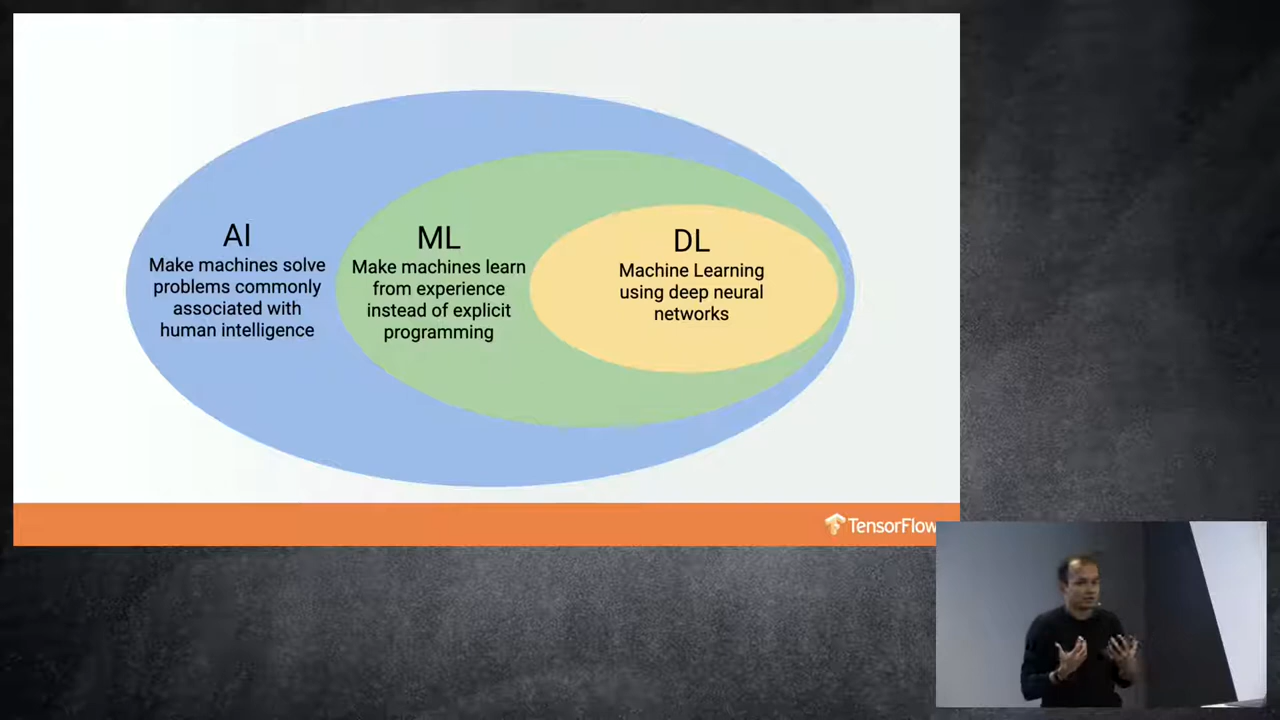 AI
Make machines solve
problems commonly
associated with
human intelligence
ML
Make machines learn
from experience
instead of explicit
programming
DL
Machine Learning
using deep neural
networks
TensorFlow